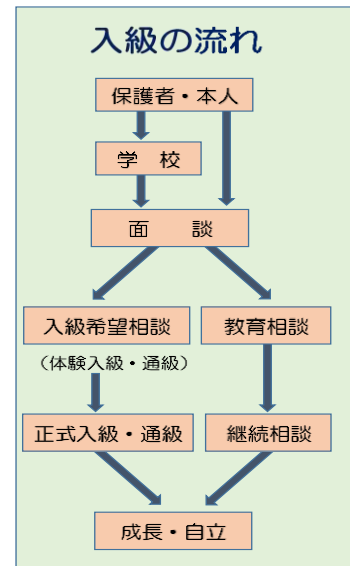 入級の流れ
保護者・本人
学 校
面 談
入級希望相談 教育相談
（体験入級・通級）
正式入級・通級 継続相談
成長・自立